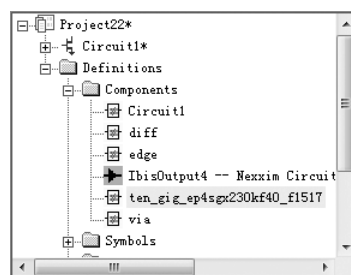 Project22*
Circuit1*
Definitions
Components
Circuit1
diff
edge
IbisOutput4 -- Nexxim Circuit
ten_gig_ep4sgx230kf40_f1517
via
Symbols